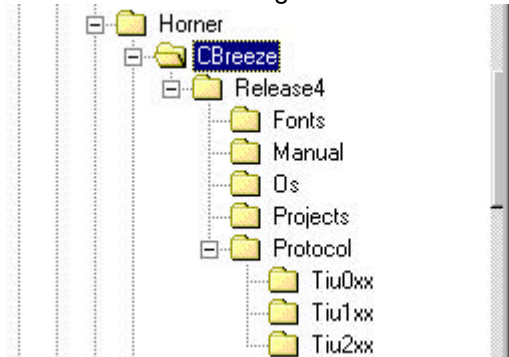 Horner
CBreeze
Release4
Fonts
Manual
Os
Projects
Protocol
Tiu0xx
Tiu1xx
Tiu2xx